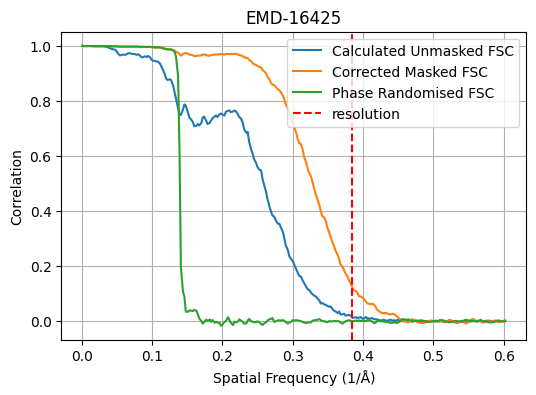 EMD-16425
Calculated Unmasked FSC
Corrected Masked FSC
Phase Randomised FSC
resolution
Correlation
1.0
0.8
0.6
0.4
0.2
0.0
0.0 0.1 0.2 0.3 0.4 0.5 0.6
Spatial Frequency (1/Å)